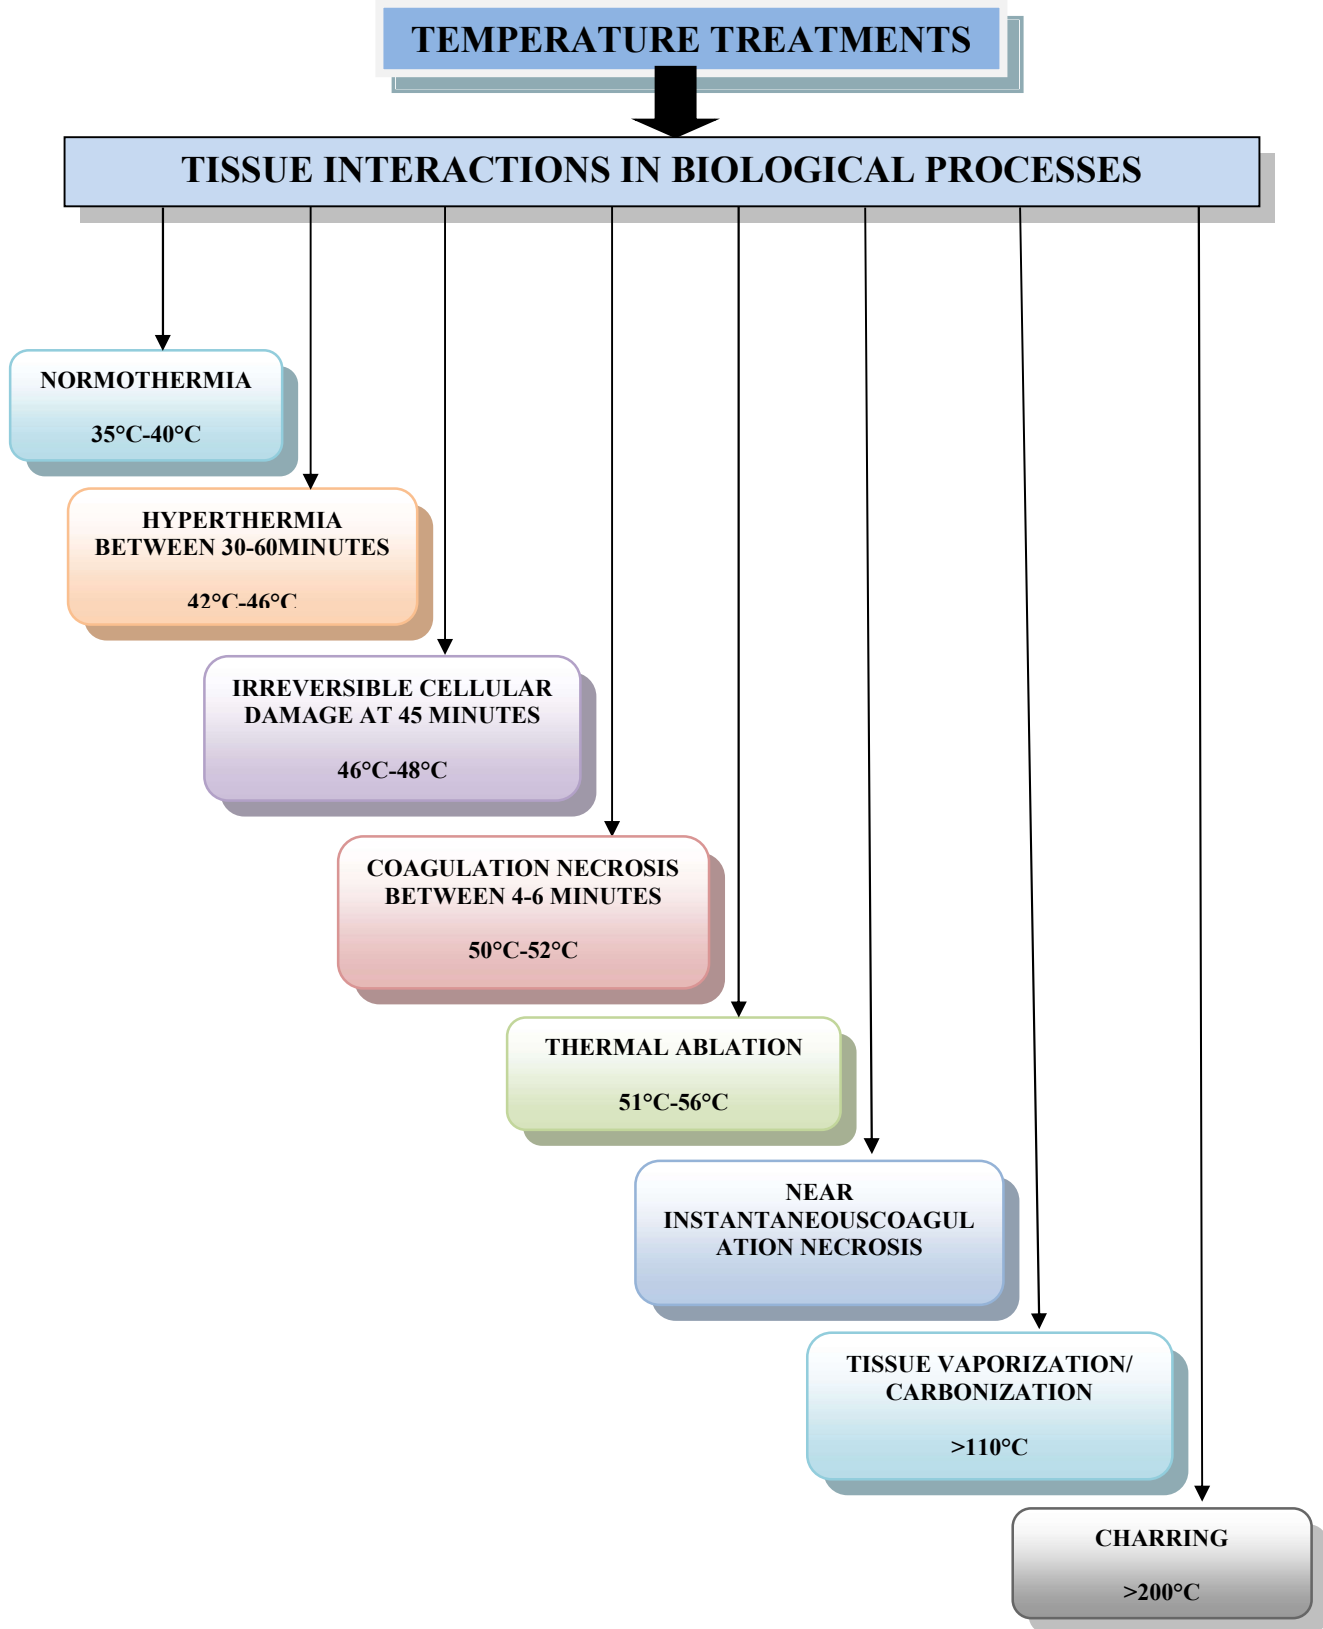 TEMPERATURE TREATMENTS
TISSUE INTERACTIONS IN BIOLOGICAL PROCESSES
NORMOTHERMIA
35°C-40°C
HYPERTHERMIA
BETWEEN 30-60MINUTES
42°C-46°C
IRREVERSIBLE CELLULAR
DAMAGE AT 45 MINUTES
46°C-48°C
COAGULATION NECROSIS
BETWEEN 4-6 MINUTES
50°C-52°C
THERMAL ABLATION
51°C-56°C
NEAR
INSTANTANEOUSCOAGUL
ATION NECROSIS
TISSUE VAPORIZATION/
CARBONIZATION
>110°C
CHARRING
>200°C